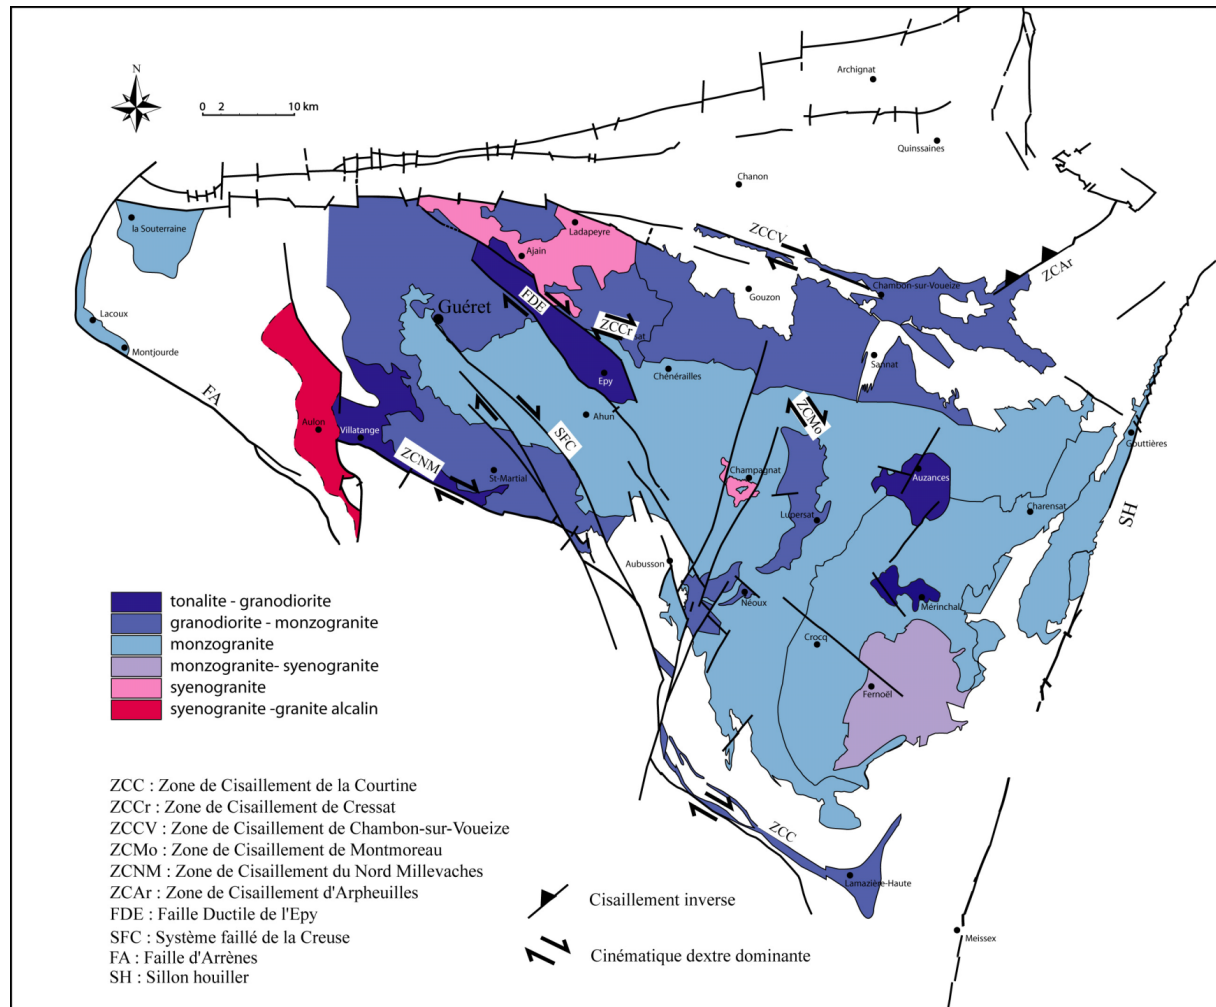 N
0 2 10 km
Archignat
Quinssaines
Chanon
la Souterraine
Ladapeyre
ZCCV
Ajain
ZCAr
Gouzon
Chambon-sur-Voueize
FDE
Guéret
Lacoux
ZCCr
Montjourde
Sannat
Epy
Chénérailles
FA
ZCMo
Ahun
Aulon
Villatange
SFC
Gouttières
ZCNM
St-Martial
Champagnat
Auzances
Lupersat
Charensat
HS
Aubusson
Néoux
Mérinchal
Crocq
Fernoël
tonalite - granodiorite
granodiorite - monzogranite
monzogranite
monzogranite- syenogranite
syenogranite
syenogranite -granite alcalin
ZCC
Lamazière-Haute
Meissex
ZCC : Zone de Cisaillement de la Courtine
ZCCr : Zone de Cisaillement de Cressat
ZCCV : Zone de Cisaillement de Chambon-sur-Voueize
ZCMo : Zone de Cisaillement de Montmoreau
ZCNM : Zone de Cisaillement du Nord Millevaches
ZCAr : Zone de Cisaillement d'Arpheuilles
FDE : Faille Ductile de l'Epy
SFC : Système faillé de la Creuse
FA : Faille d'Arrènes
SH : Sillon houiller
Cisaillement inverse
Cinématique dextre dominante